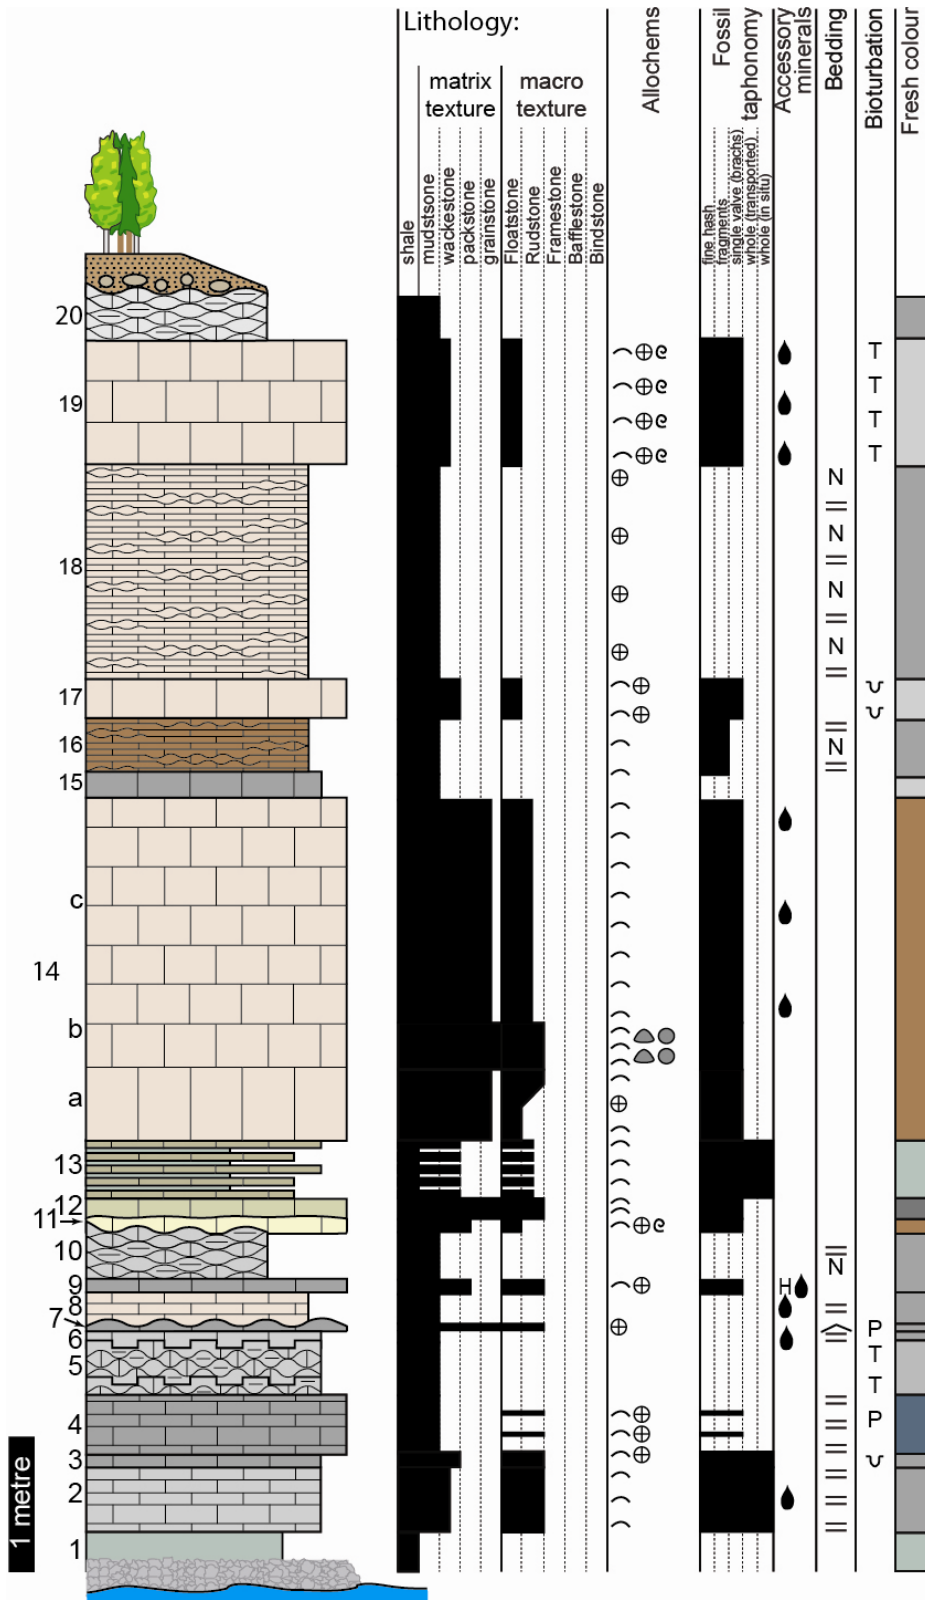 Lithology:
matrix
texture
macro
texture
Allochems
Fossil
taphonomy
Accessory
minerals
Bedding
Bioturbation
Fresh colour
shale
mudstsone
wackestone
packstone
grainstone
Floatstone
Rudstone
Framestone
Bafflestone
Bindstone
fine hash
fragments
single valve (brachs)
whole (transported)
whole (in situ)
20
T
T
19
T
T
N
N
18
N
N
17
16
N
15
c
14
b
a
13
12
11
10
N
9
H
8
7
P
6
5
T
T
4
P
3
2
1
1 metre